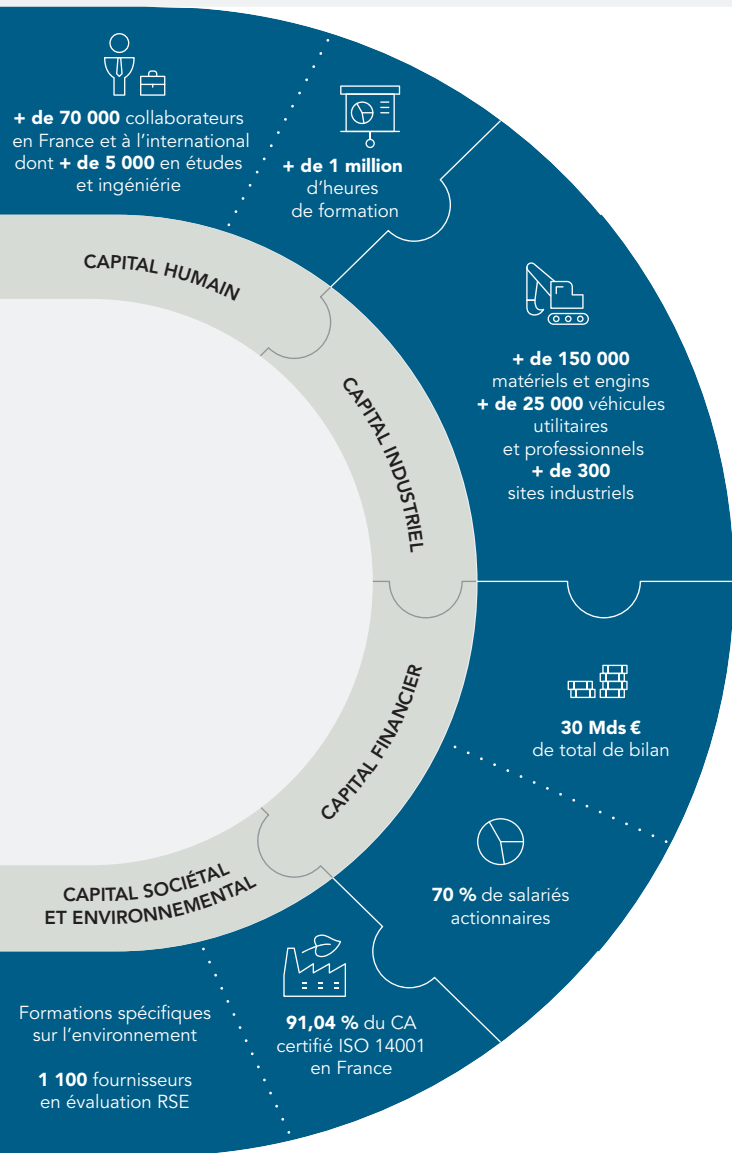 + de 70 000 collaborateurs
en France et à l'international
dont + de 5 000 en études
et ingéniérie
+ de 1 million
d'heures
de formation
CAPITAL HUMAIN
+ de 150 000
matériels et engins
+ de 25 000 véhicules
utilitaires
et professionnels
+ de 300
sites industriels
CAPITAL INDUSTRIEL
30 Mds €
de total de bilan
CAPITAL FINANCIER
70 % de salariés
actionnaires
CAPITAL SOCIÉTAL
ET ENVIRONNEMENTAL
91,04 % du CA
certifié ISO 14001
en France
Formations spécifiques
sur l'environnement
1 100 fournisseurs
en évaluation RSE